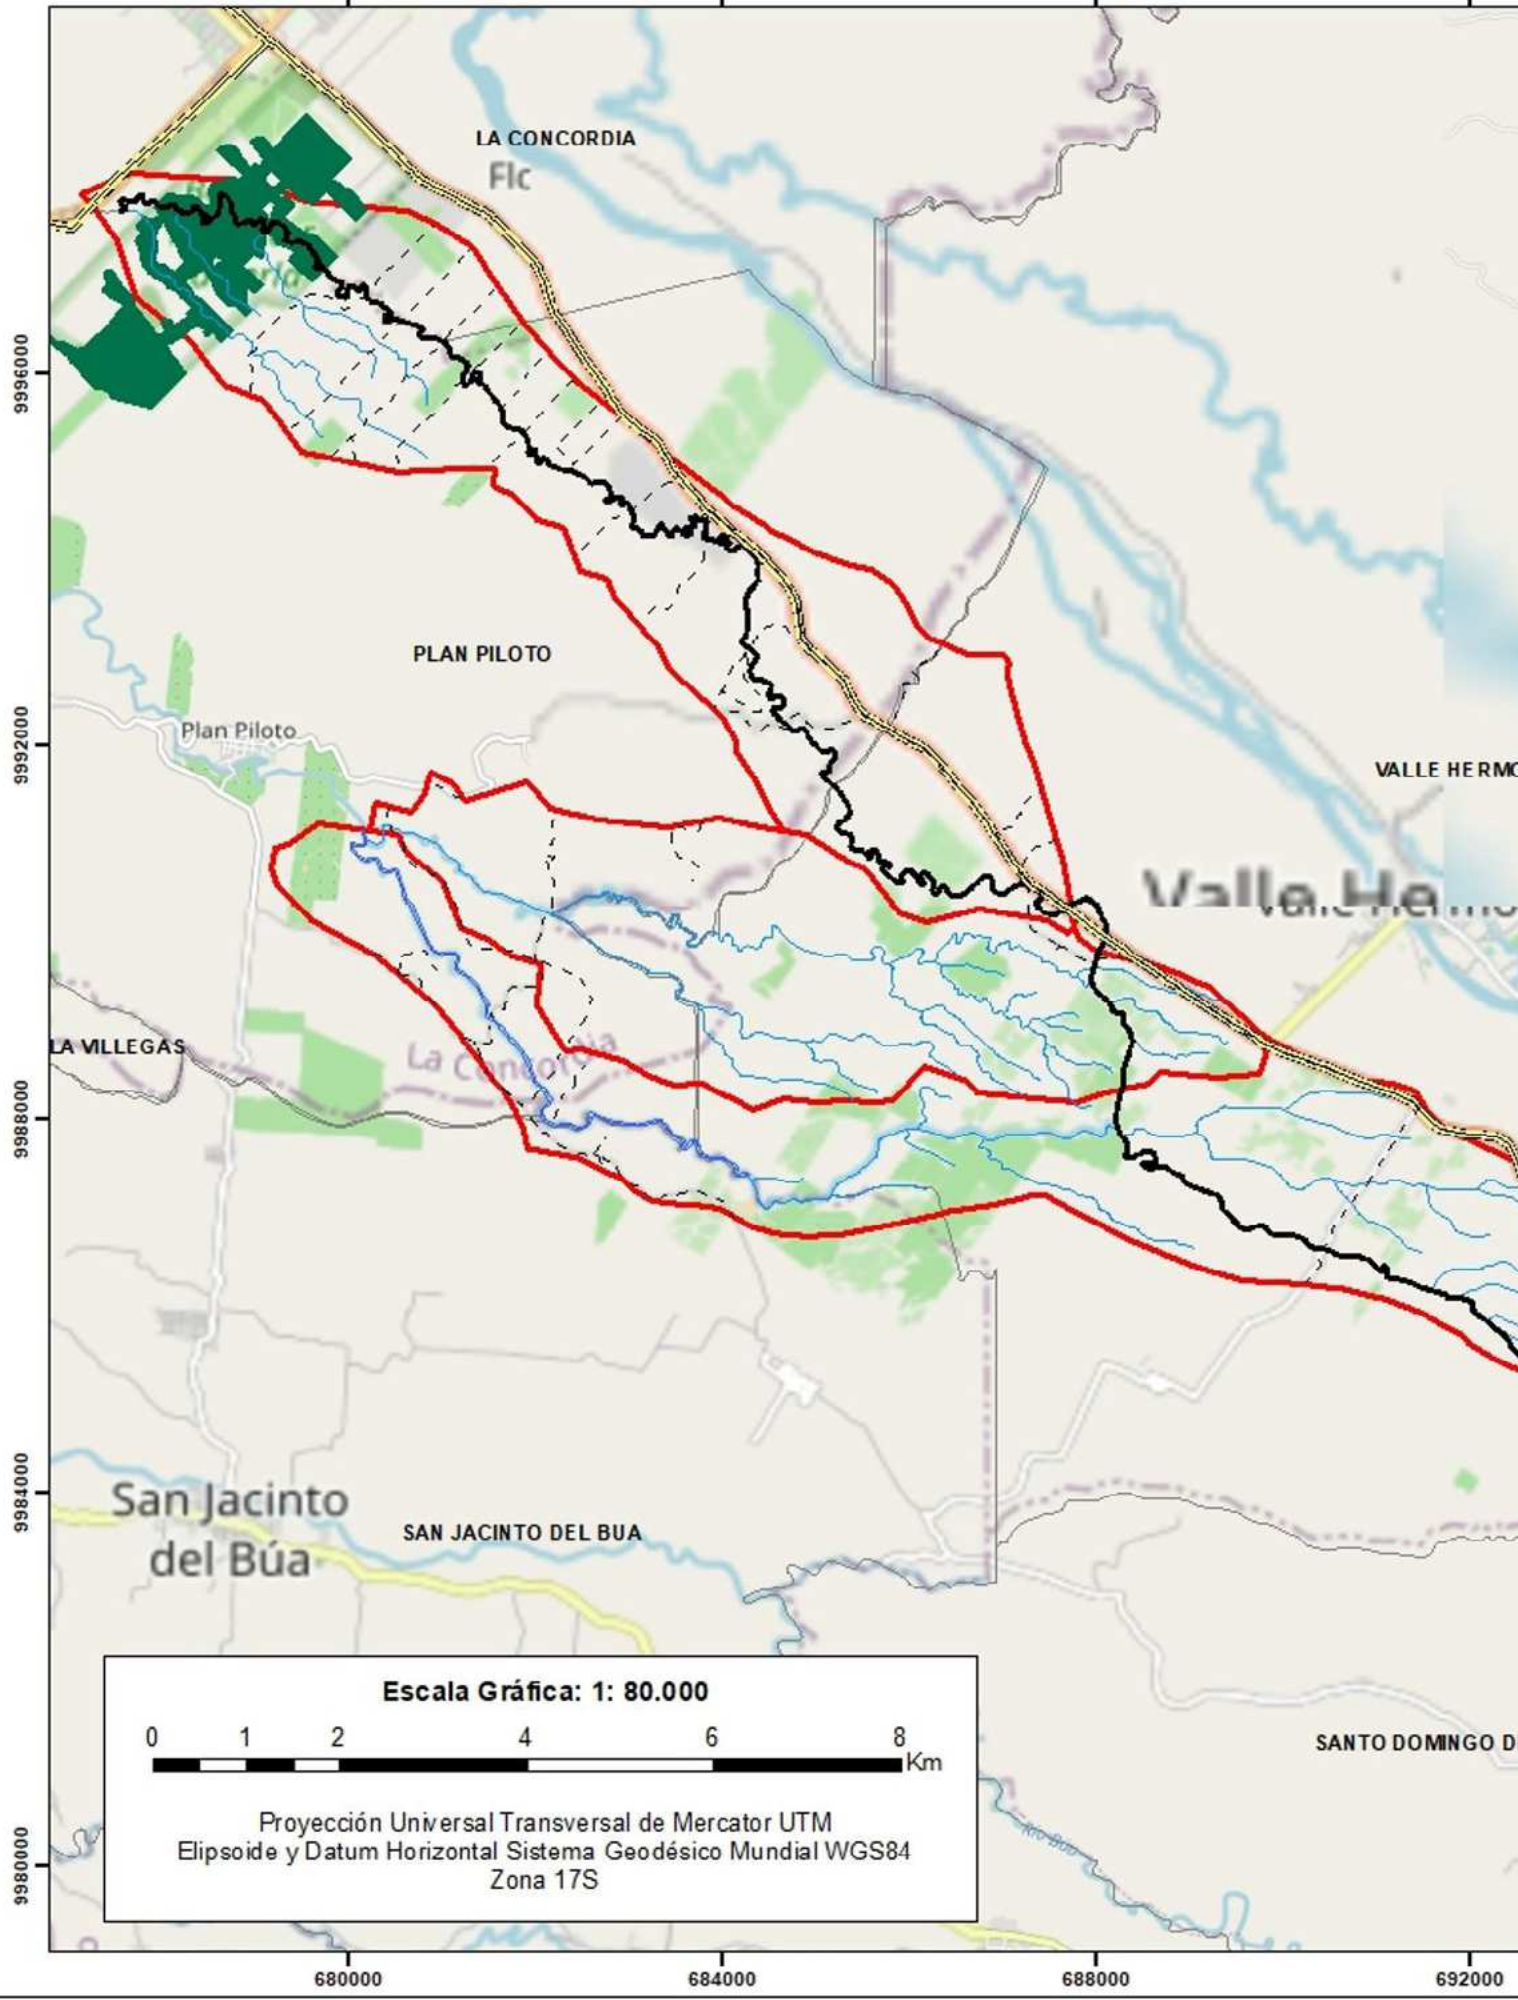 LA CONCORDIA
Flc
9996000
PLAN PILOTO
9992000
Plan Piloto
VALLE HERMO
Valle Her
LA VILLEGAS
La Concordia
9988000
9984000
San Jacinto
del Búa
SAN JACINTO DEL BUA
Escala Gráfica: 1: 80.000
0 1 2 4 6 8
Km
SANTO DOMINGO D
Proyección Universal Transversal de Mercator UTM
Elipsoide y Datum Horizontal Sistema Geodésico Mundial WGS84
Zona 17S
9980000
680000 684000 688000 692000